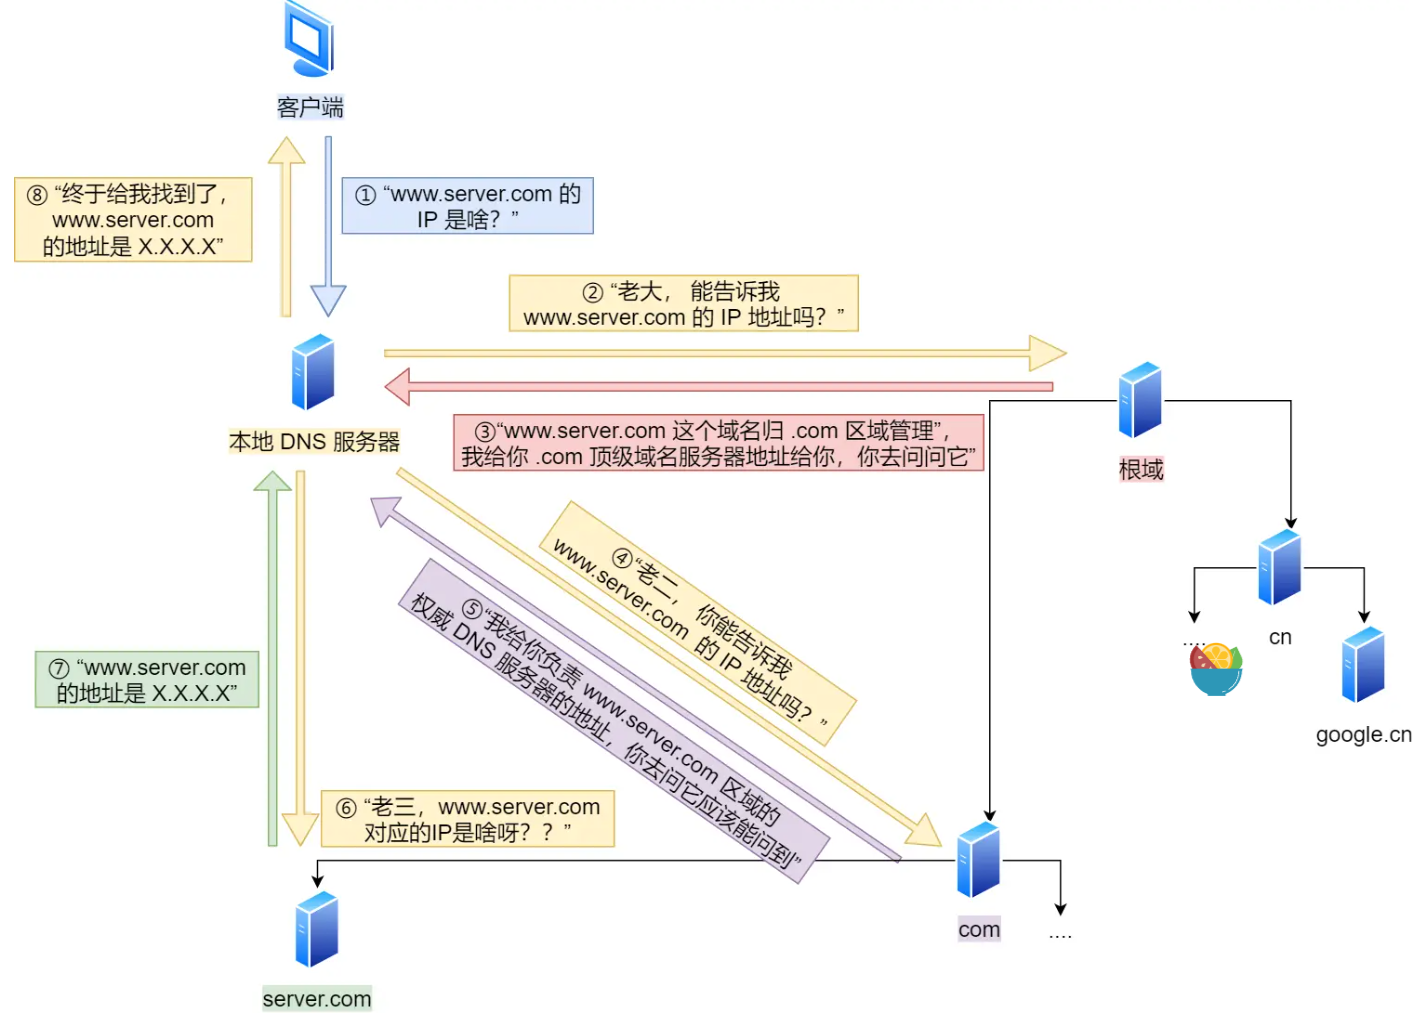 客户端
⑧ “终于给我找到了，
www.server.com
的地址是 X.X.X.X”
① “www.server.com 的
IP 是啥？”
② “老大， 能告诉我
www.server.com 的 IP 地址吗？”
本地 DNS 服务器
③“www.server.com 这个域名归 .com 区域管理”，
我给你 .com 顶级域名服务器地址给你，你去问问它”
根域
④“老二， 你能告诉我
www.server.com 的 IP 地址吗？”
⑤“我给你负责 www.server.com 区域的
权威 DNS 服务器的地址，你去问它应该能问到”
....
cn
google.cn
⑦ “www.server.com
的地址是 X.X.X.X”
⑥ “老三，www.server.com
对应的IP是啥呀？？”
com
....
server.com